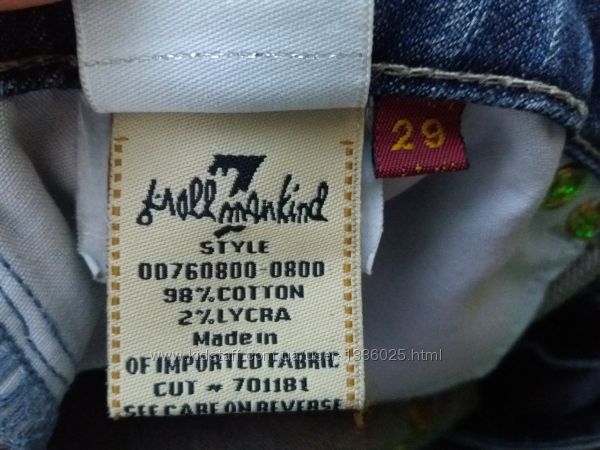 7
for all mankind
29
STYLE
00760800-0800
98% COTTON
2% LYCRA
Made in
OF IMPORTED FABRIC
CUT ~ 701181
SEE CARE ON REVERSE